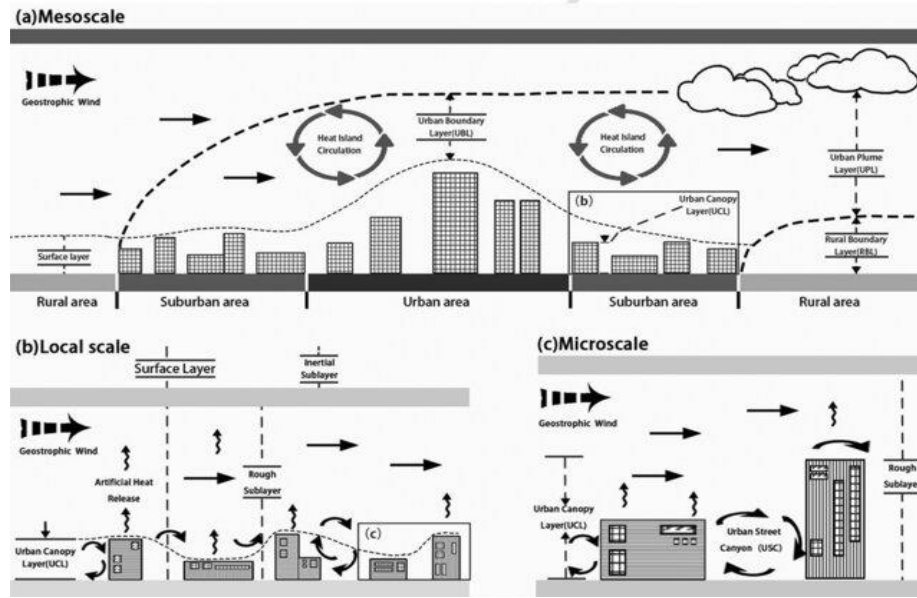 (a)Mesoscale
Geostrophic Wind
Heat Island
Circulation
Urban Boundary
Layer(UBL)
Heat Island
Circulation
Urban Plume
Layer(UPL)
(b)
Urban Canopy
Layer(UCL)
Surface layer
Rural Boundary
Layer(RBL)
Rural area
Suburban area
Urban area
Suburban area
Rural area
(b)Local scale
Surface Layer
Inertial
Sublayer
Geostrophic Wind
Artificial Heat
Release
Rough
Sublayer
Urban Canopy
Layer(UCL)
(c)
(c)Microscale
Geostrophic Wind
Rough
Sublayer
Urban Canopy
Layer(UCL)
Urban Street
Canyon (USC)